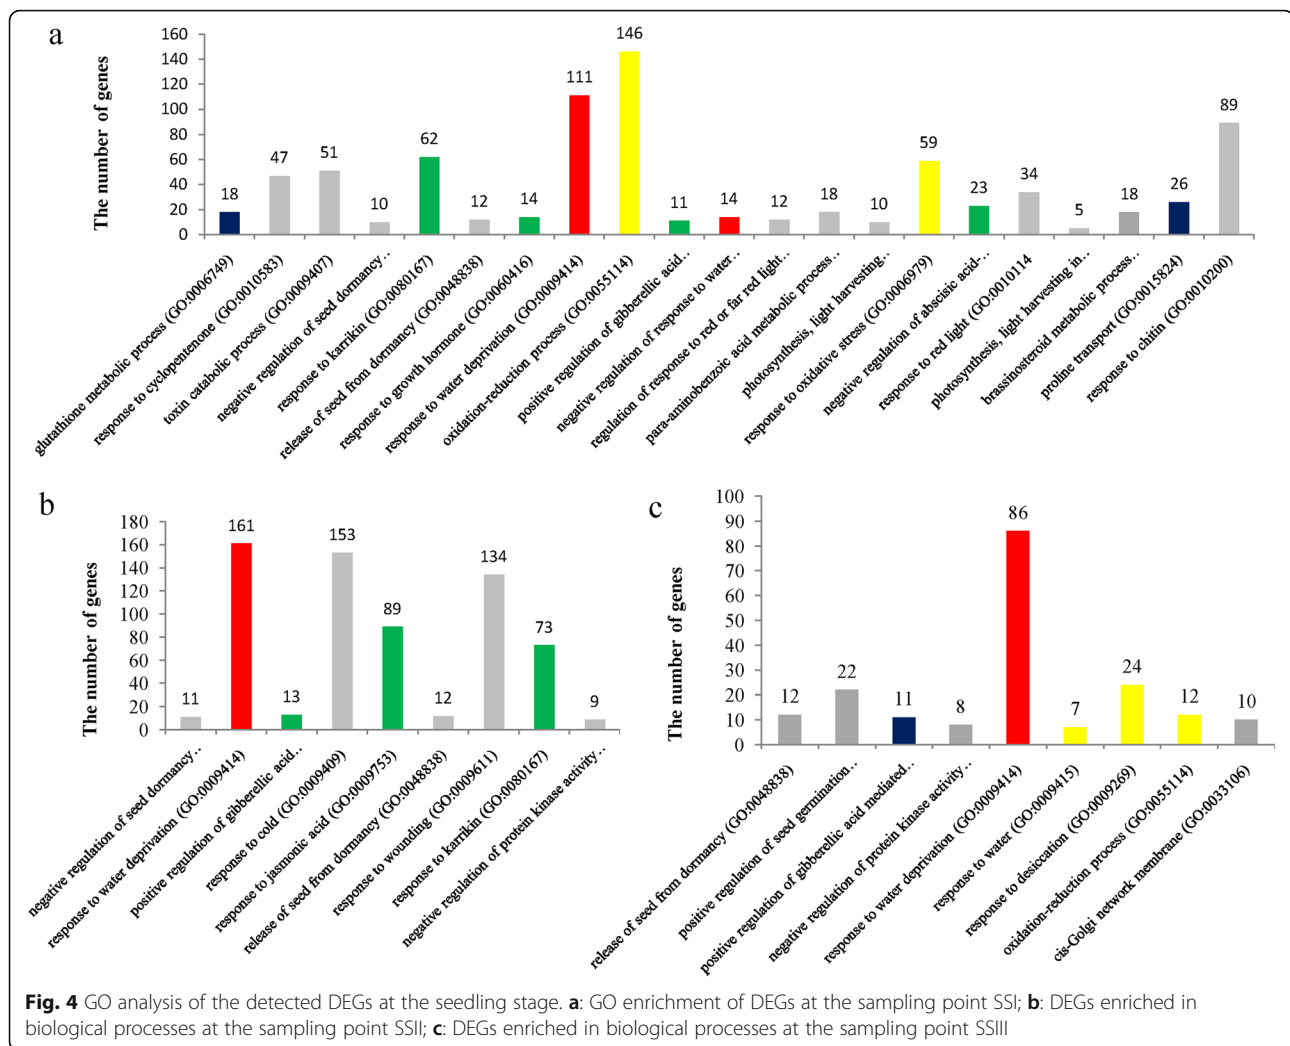 a
The number of genes
160
140
120
100
80
60
40
20
0
18
47
51
10
62
12
14
111
146
11
14
12
18
10
59
23
34
5
18
26
89
glutathione metabolic process (GO:0006749)
response to cyclopentenone (GO:0010583)
toxin catabolic process (GO:0009407)
negative regulation of seed dormancy..
response to karrikin (GO:0080167)
release of seed from dormancy (GO:0048838)
response to growth hormone (GO:0060416)
response to water deprivation (GO:0009414)
oxidation-reduction process (GO:0055114)
positive regulation of gibberellic acid..
negative regulation of response to water..
regulation of response to red or far red light..
para-aminobenzoic acid metabolic process..
photosynthesis, light harvesting..
response to oxidative stress (GO:0006979)
negative regulation of abscisic acid-..
response to red light (GO:0010114
photosynthesis, light harvesting in..
brassinosteroid metabolic process..
proline transport (GO:0015824)
response to chitin (GO:0010200)
b
The number of genes
180
160
140
120
100
80
60
40
20
0
11
161
13
153
89
12
134
73
9
negative regulation of seed dormancy..
response to water deprivation (GO:0009414)
positive regulation of gibberellic acid..
response to cold (GO:0009409)
response to jasmonic acid (GO:0009753)
release of seed from dormancy (GO:0048838)
response to wounding (GO:0009611)
response to karrikin (GO:0080167)
negative regulation of protein kinase activity..
c
The number of genes
100
90
80
70
60
50
40
30
20
10
0
12
22
11
8
86
7
24
12
10
release of seed from dormancy (GO:0048838)
positive regulation of seed germination..
positive regulation of gibberellic acid mediated..
negative regulation of protein kinase activity..
response to water deprivation (GO:0009414)
response to water (GO:0009415)
response to desiccation (GO:0009269)
oxidation-reduction process (GO:0055114)
cis-Golgi network membrane (GO:0033106)
Fig. 4 GO analysis of the detected DEGs at the seedling stage. a: GO enrichment of DEGs at the sampling point SSI; b: DEGs enriched in
biological processes at the sampling point SSII; c: DEGs enriched in biological processes at the sampling point SSIII